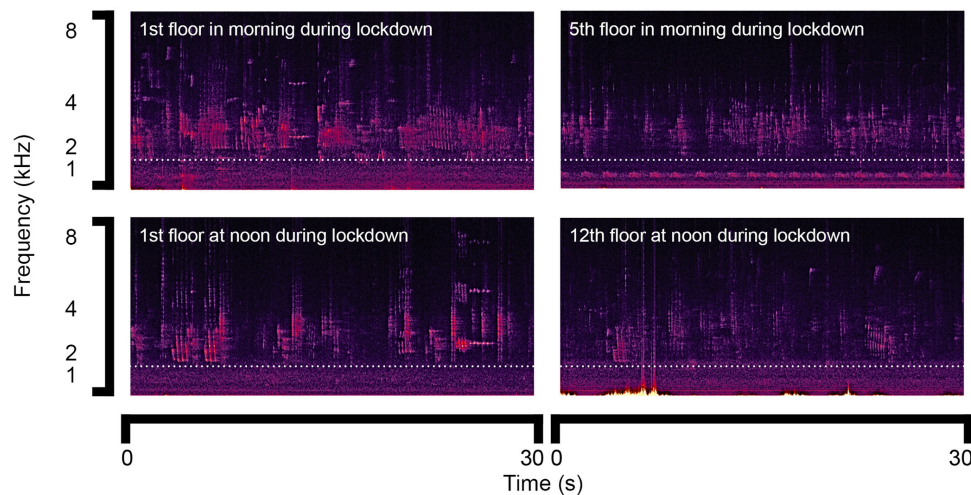 Frequency (kHz)
8
4
2
1
1st floor in morning during lockdown
5th floor in morning during lockdown
8
4
2
1
1st floor at noon during lockdown
12th floor at noon during lockdown
0
30
0
30
Time (s)